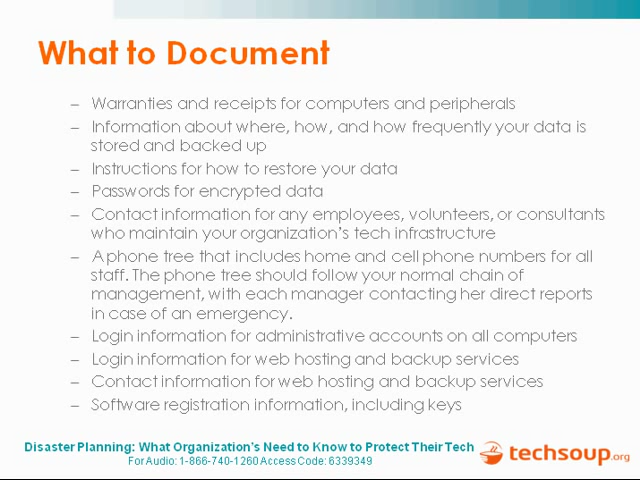 What to Document
– Warranties and receipts for computers and peripherals
– Information about where, how, and how frequently your data is
stored and backed up
– Instructions for how to restore your data
– Passwords for encrypted data
– Contact information for any employees, volunteers, or consultants
who maintain your organization's tech infrastructure
– A phone tree that includes home and cell phone numbers for all
staff. The phone tree should follow your normal chain of
management, with each manager contacting her direct reports
in case of an emergency.
– Login information for administrative accounts on all computers
– Login information for web hosting and backup services
– Contact information for web hosting and backup services
– Software registration information, including keys
Disaster Planning: What Organization's Need to Know to Protect Their Tech
For Audio: 1-866-740-1260 Access Code: 6339349
techsoup.org